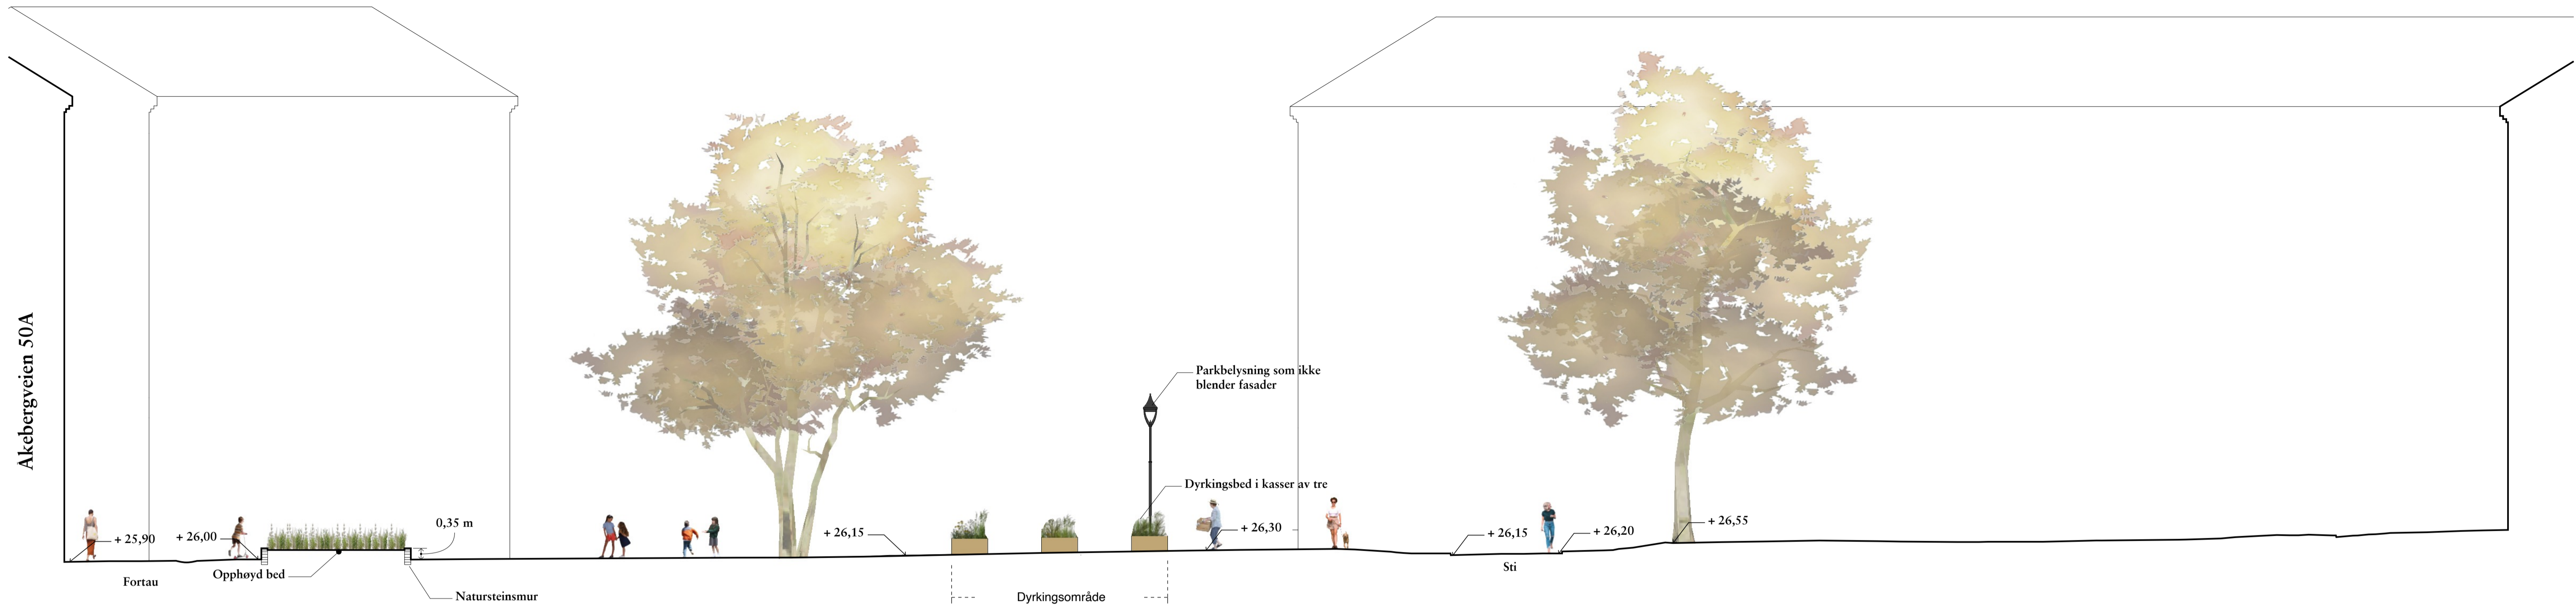 Akebergveien 50A
+ 25,90
+ 26,00
0,35 m
Fortau
Opphøyd bed
Natursteinsmur
+ 26,15
Parkbelysning som ikke
blender fasader
Dyrkingsbed i kasser av tre
+ 26,30
Dyrkingsområde
+ 26,15
+ 26,20
+ 26,55
Sti